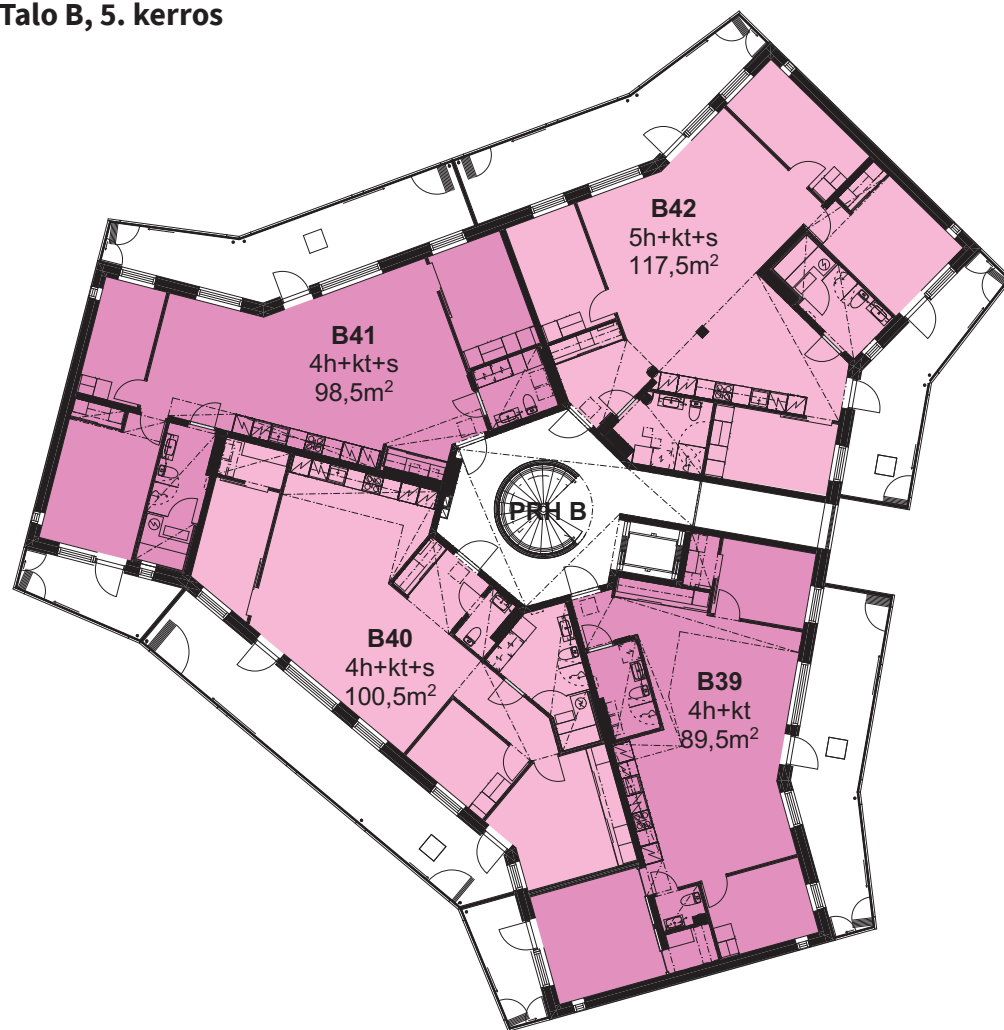 Talo B, 5. kerros
B42
5h+kt+s
117,5m²
B41
4h+kt+s
98,5m²
PRH B
B40
4h+kt+s
100,5m²
B39
4h+kt
89,5m²